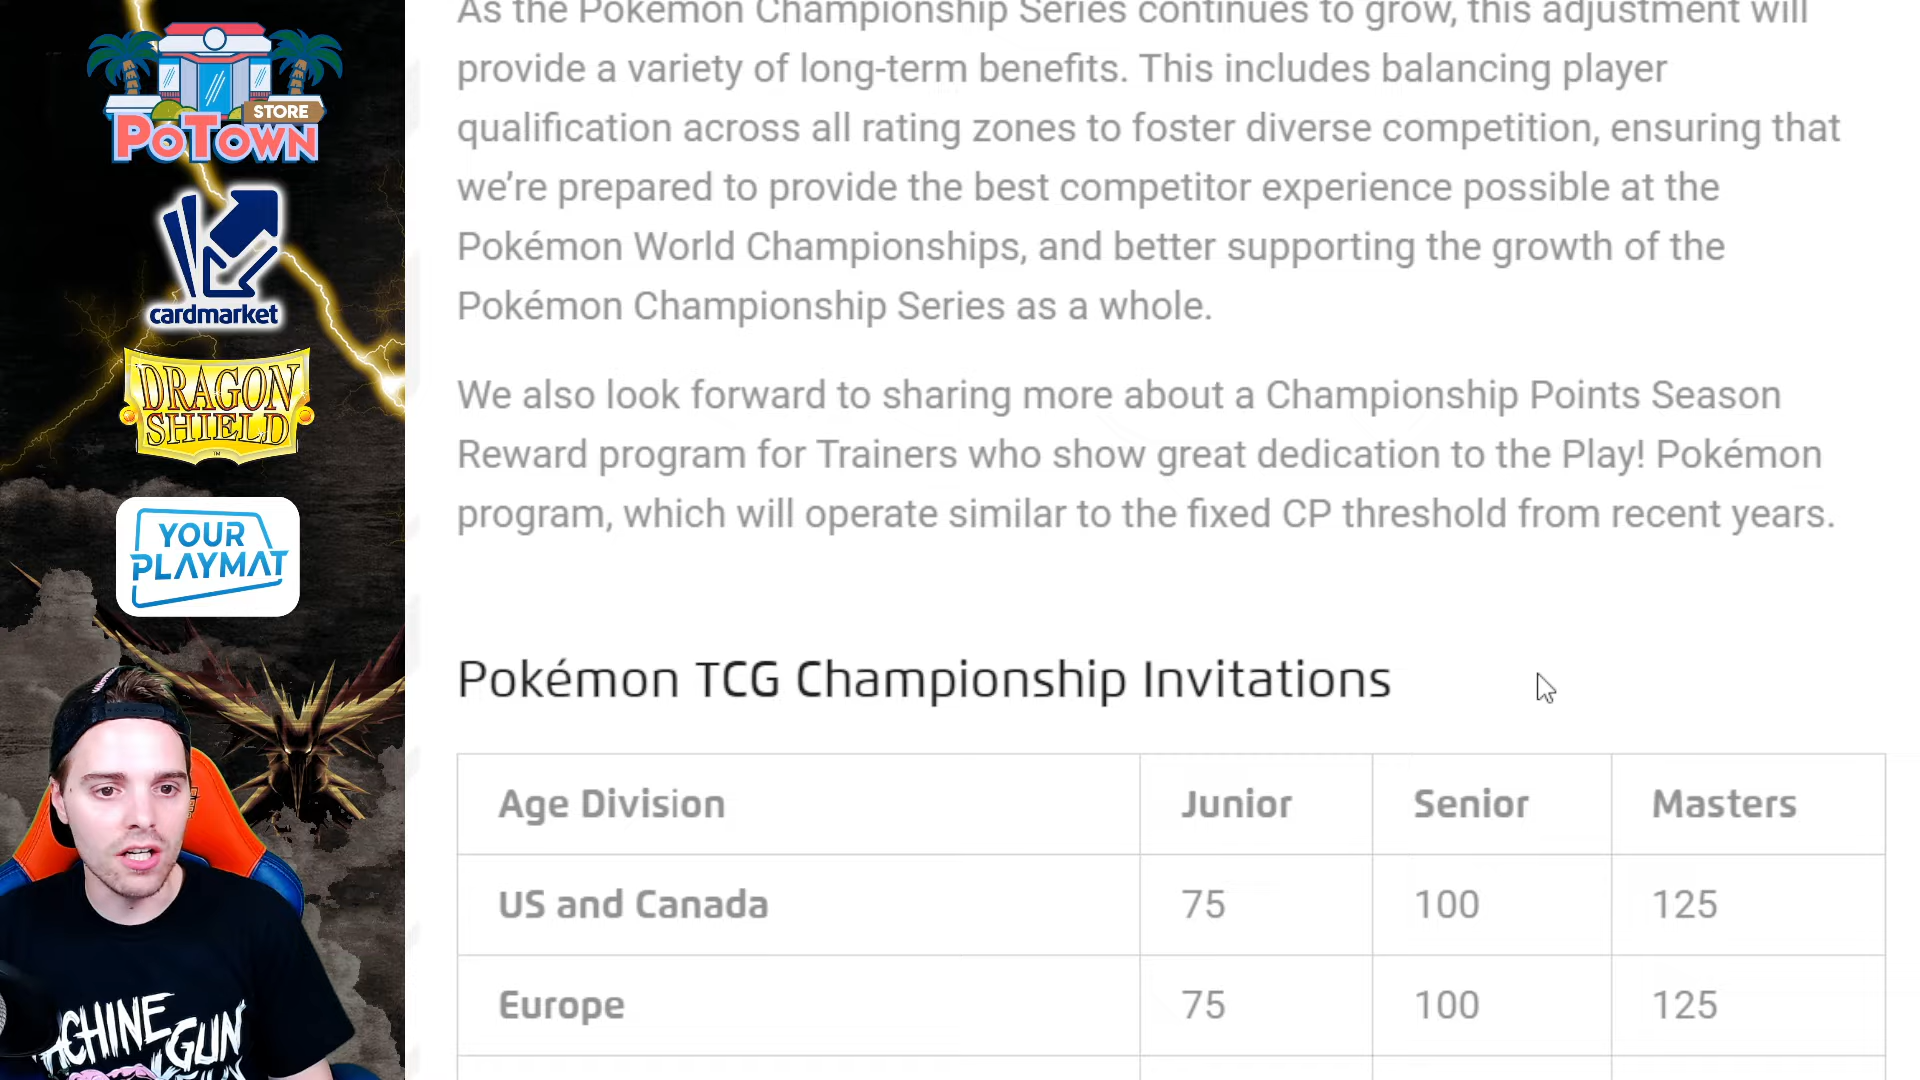 STORE
POTOWN
cardmarket
DRAGON
SHIELD
TM
YOUR
PLAYMAT
As the Pokémon Championship Series continues to grow, this adjustment will
provide a variety of long-term benefits. This includes balancing player
qualification across all rating zones to foster diverse competition, ensuring that
we’re prepared to provide the best competitor experience possible at the
Pokémon World Championships, and better supporting the growth of the
Pokémon Championship Series as a whole.
We also look forward to sharing more about a Championship Points Season
Reward program for Trainers who show great dedication to the Play! Pokémon
program, which will operate similar to the fixed CP threshold from recent years.
Pokémon TCG Championship Invitations
Age Division Junior Senior Masters
US and Canada 75 100 125
Europe 75 100 125
ACHINE
GUN